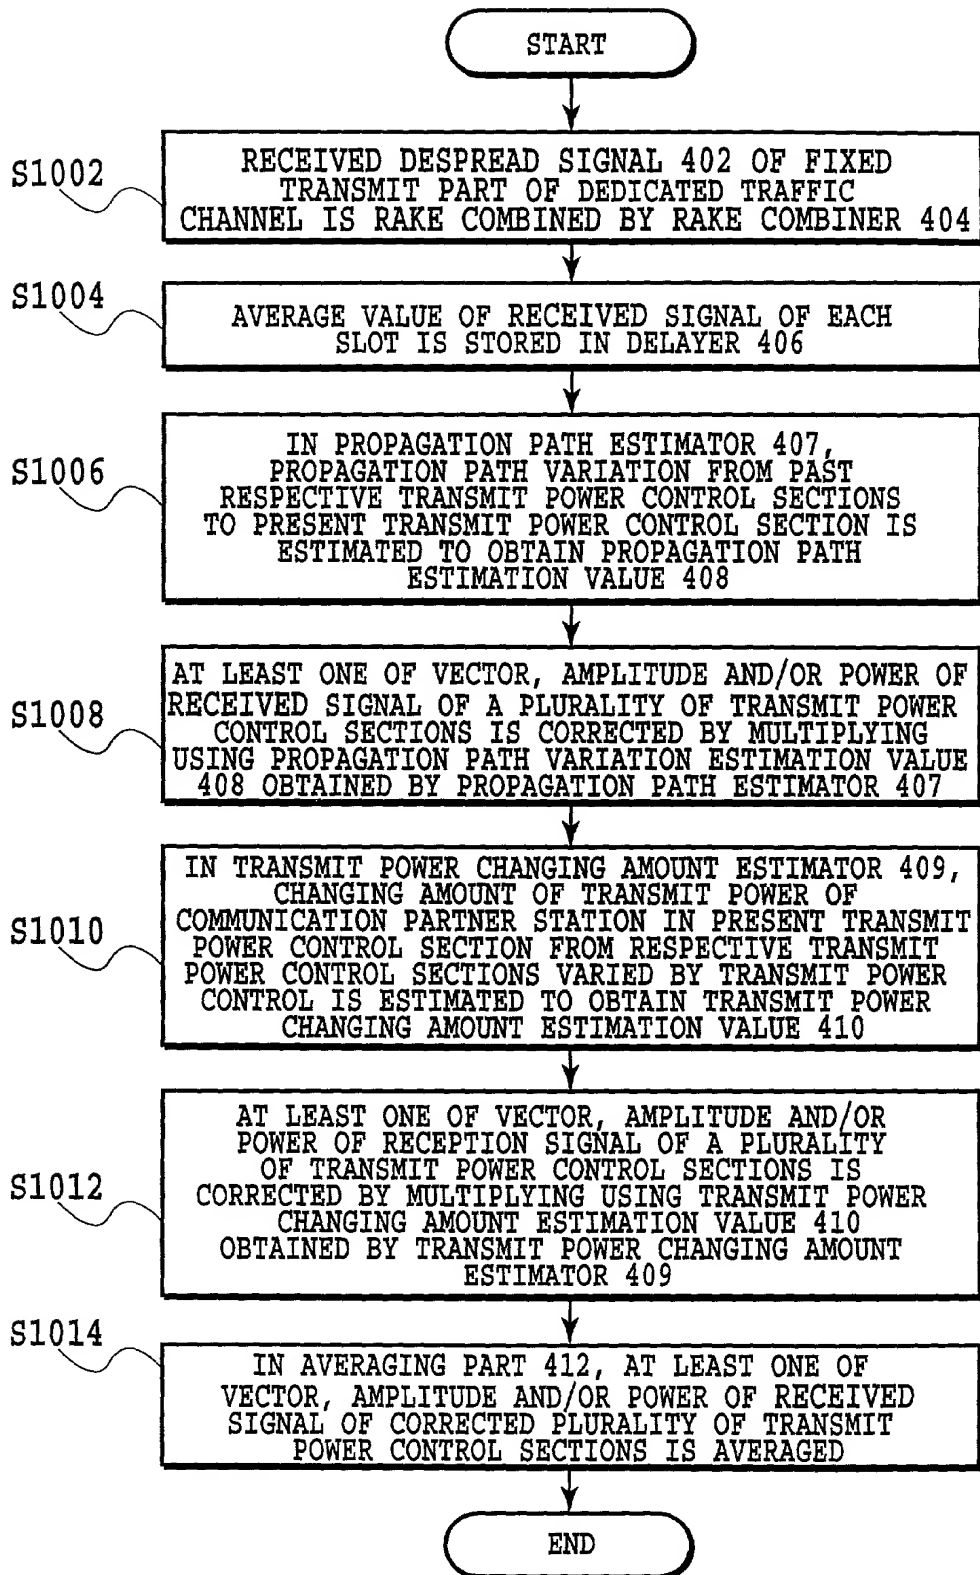 START
S1002
RECEIVED DESPREAD SIGNAL 402 OF FIXED
TRANSMIT PART OF DEDICATED TRAFFIC
CHANNEL IS RAKE COMBINED BY RAKE COMBINER 404
S1004
AVERAGE VALUE OF RECEIVED SIGNAL OF EACH
SLOT IS STORED IN DELAYER 406
S1006
IN PROPAGATION PATH ESTIMATOR 407,
PROPAGATION PATH VARIATION FROM PAST
RESPECTIVE TRANSMIT POWER CONTROL SECTIONS
TO PRESENT TRANSMIT POWER CONTROL SECTION IS
ESTIMATED TO OBTAIN PROPAGATION PATH
ESTIMATION VALUE 408
S1008
AT LEAST ONE OF VECTOR, AMPLITUDE AND/OR POWER OF
RECEIVED SIGNAL OF A PLURALITY OF TRANSMIT POWER
CONTROL SECTIONS IS CORRECTED BY MULTIPLYING
USING PROPAGATION PATH VARIATION ESTIMATION VALUE
408 OBTAINED BY PROPAGATION PATH ESTIMATOR 407
S1010
IN TRANSMIT POWER CHANGING AMOUNT ESTIMATOR 409,
CHANGING AMOUNT OF TRANSMIT POWER OF
COMMUNICATION PARTNER STATION IN PRESENT TRANSMIT
POWER CONTROL SECTION FROM RESPECTIVE TRANSMIT
POWER CONTROL SECTIONS VARIED BY TRANSMIT POWER
CONTROL IS ESTIMATED TO OBTAIN TRANSMIT POWER
CHANGING AMOUNT ESTIMATION VALUE 410
S1012
AT LEAST ONE OF VECTOR, AMPLITUDE AND/OR
POWER OF RECEPTION SIGNAL OF A PLURALITY
OF TRANSMIT POWER CONTROL SECTIONS IS
CORRECTED BY MULTIPLYING USING TRANSMIT POWER
CHANGING AMOUNT ESTIMATION VALUE 410
OBTAINED BY TRANSMIT POWER CHANGING AMOUNT
ESTIMATOR 409
S1014
IN AVERAGING PART 412, AT LEAST ONE OF
VECTOR, AMPLITUDE AND/OR POWER OF RECEIVED
SIGNAL OF CORRECTED PLURALITY OF TRANSMIT
POWER CONTROL SECTIONS IS AVERAGED
END